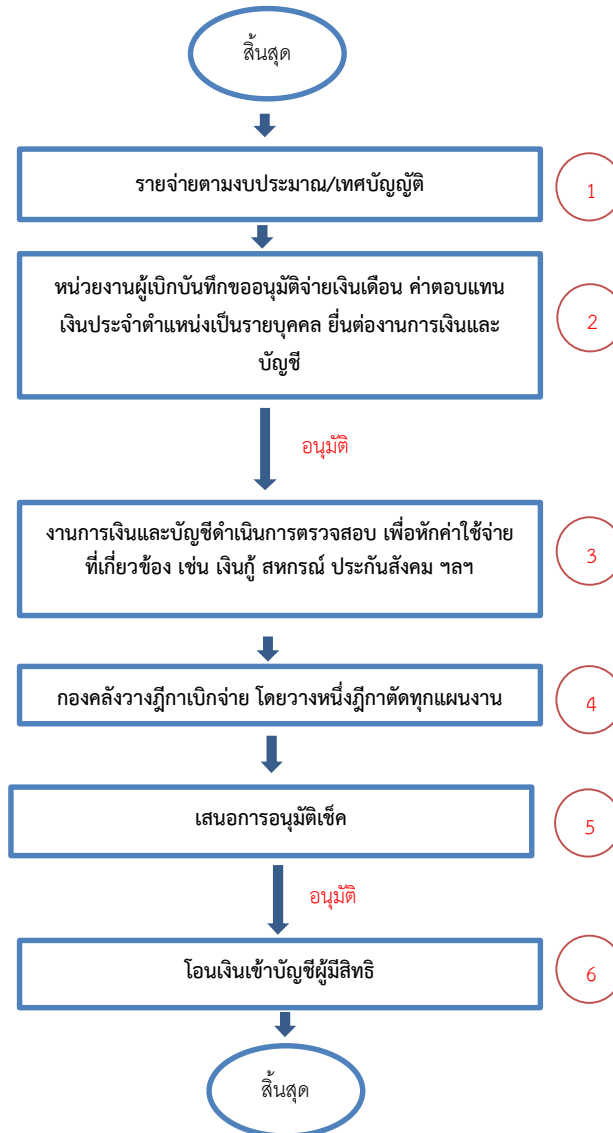 สิ้นสุด
รายจ่ายตามงบประมาณ/เทศบัญญัติ
1
หน่วยงานผู้เบิกบันทึกขออนุมัติจ่ายเงินเดือน ค่าตอบแทน
เงินประจำตำแหน่งเป็นรายบุคคล ยื่นต่องานการเงินและ
บัญชี
2
อนุมัติ
งานการเงินและบัญชีดำเนินการตรวจสอบ เพื่อหักค่าใช้จ่าย
ที่เกี่ยวข้อง เช่น เงินกู้ สหกรณ์ ประกันสังคม ฯลฯ
3
กองคลังวางฎีกาเบิกจ่าย โดยวางหนึ่งฎีกาตัดทุกแผนงาน
4
เสนอการอนุมัติเช็ค
5
อนุมัติ
โอนเงินเข้าบัญชีผู้มีสิทธิ
6
สิ้นสุด